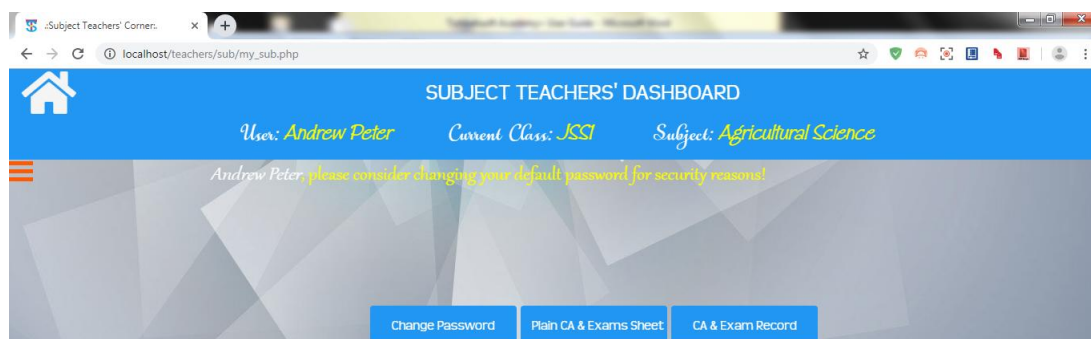 .:Subject Teachers' Corner:.
localhost/teachers/sub/my_sub.php
SUBJECT TEACHERS' DASHBOARD
User: Andrew Peter Current Class: JSS1 Subject: Agricultural Science
Andrew Peter, please consider changing your default password for security reasons!
Change Password Plain CA & Exams Sheet CA & Exam Record